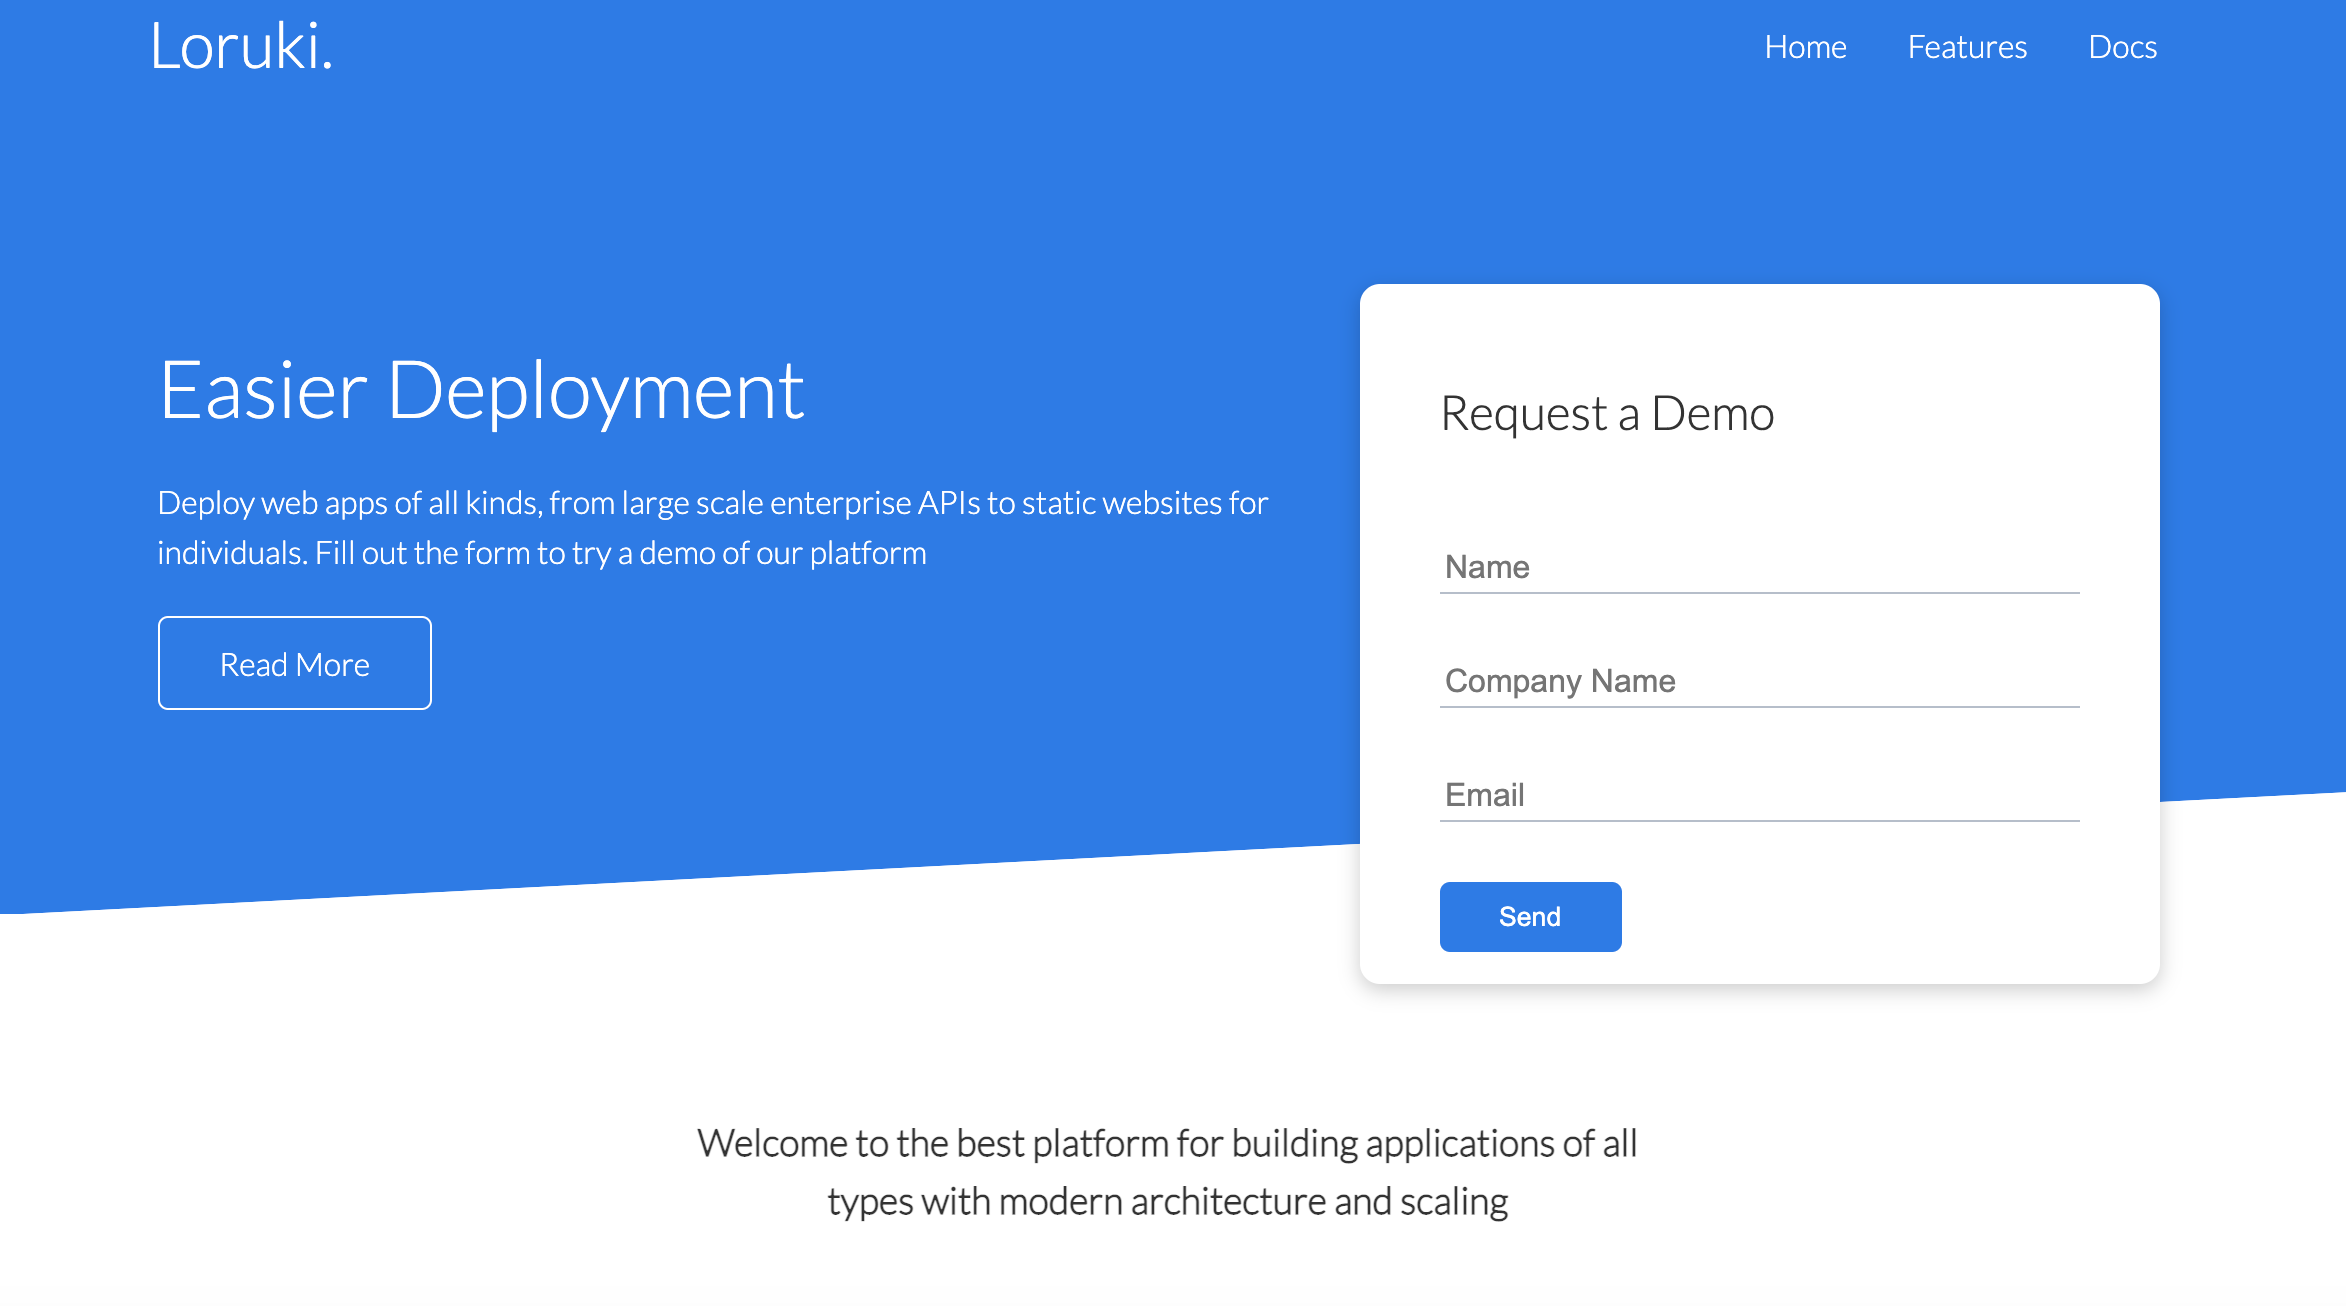 Loruki.
Home
Features
Docs
Easier Deployment
Deploy web apps of all kinds, from large scale enterprise APIs to static websites for
individuals. Fill out the form to try a demo of our platform
Read More
Request a Demo
Name
Company Name
Email
Send
Welcome to the best platform for building applications of all
types with modern architecture and scaling